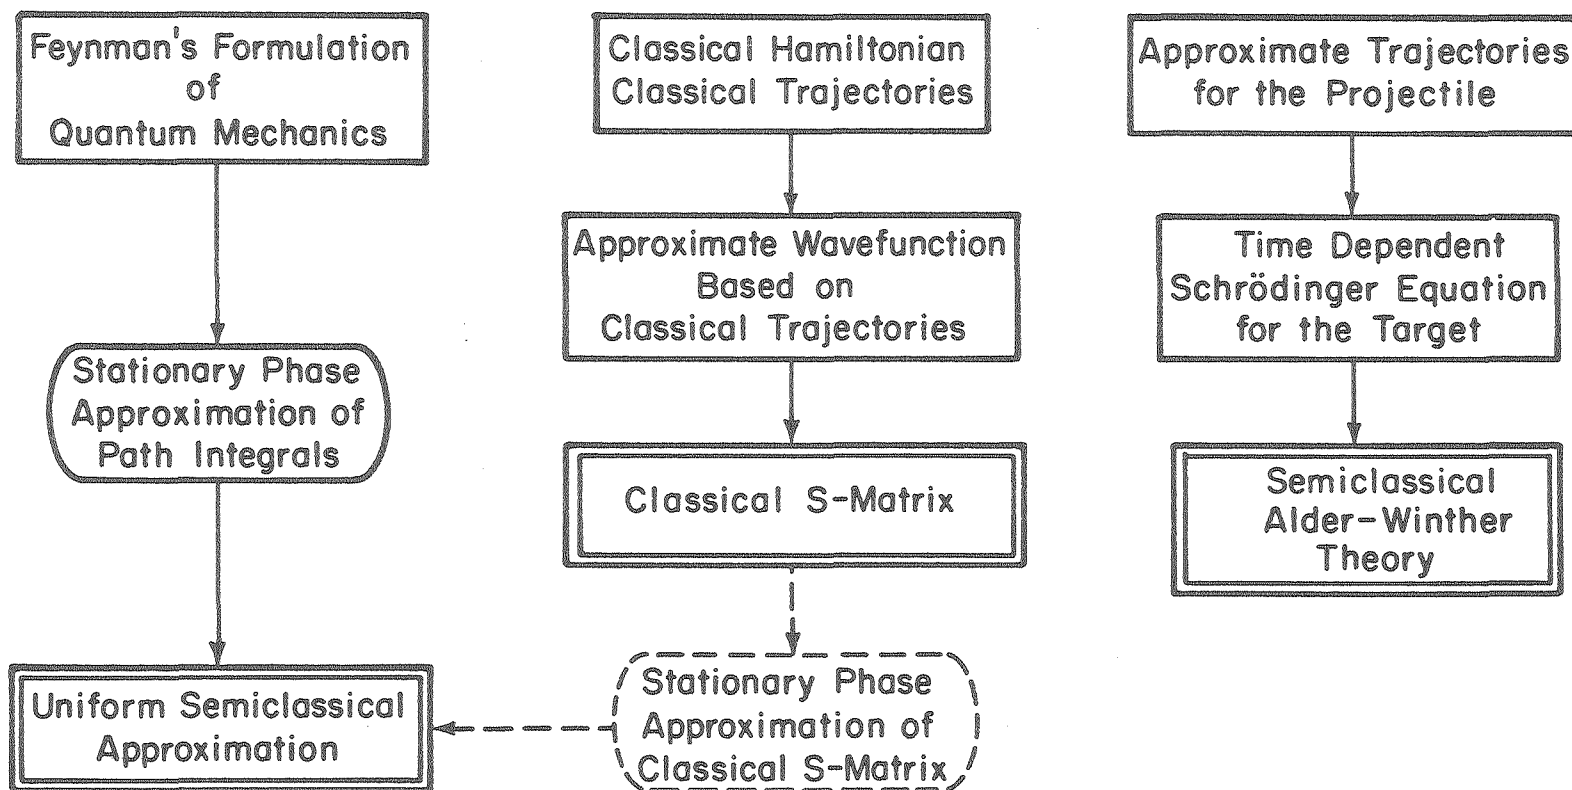 Feynman's Formulation
of
Quantum Mechanics
Stationary Phase
Approximation of
Path Integrals
Uniform Semiclassical
Approximation
Classical Hamiltonian
Classical Trajectories
Approximate Wavefunction
Based on
Classical Trajectories
Classical S-Matrix
Stationary Phase
Approximation of
Classical S-Matrix
Approximate Trajectories
for the Projectile
Time Dependent
Schrödinger Equation
for the Target
Semiclassical
Alder-Winther
Theory